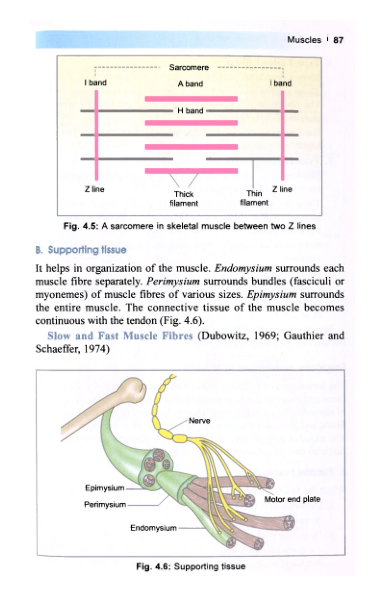 Muscles I 87
Sarcomere
I band A band I band
H band
Z line Thick filament Thin filament Z line
Fig. 4.5: A sarcomere in skeletal muscle between two Z lines
B. Supporting tissue
It helps in organization of the muscle. Endomysium surrounds each
muscle fibre separately. Perimysium surrounds bundles (fasciculi or
myonemes) of muscle fibres of various sizes. Epimysium surrounds
the entire muscle. The connective tissue of the muscle becomes
continuous with the tendon (Fig. 4.6).
Slow and Fast Muscle Fibres (Dubowitz, 1969; Gauthier and
Schaeffer, 1974)
Nerve
Epimysium
Perimysium
Motor end plate
Endomysium
Fig. 4.6: Supporting tissue